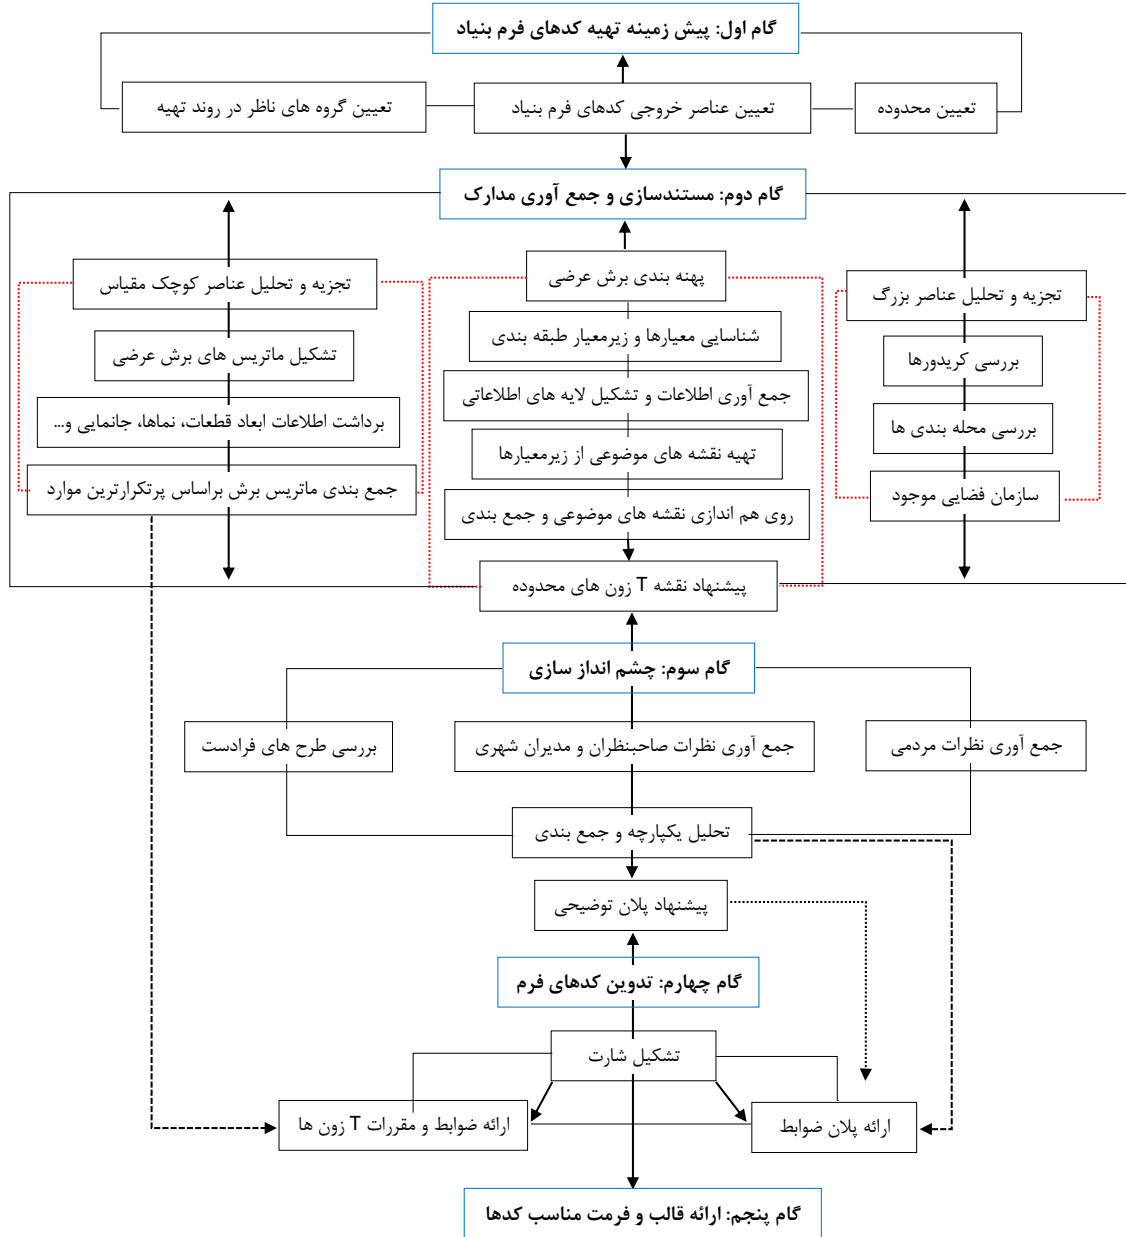 گام اول: پیش زمینه تهیه کدهای فرم بنیاد
تعیین محدوده
تعیین عناصر خروجی کدهای فرم بنیاد
تعیین گروه های ناظر در روند تهیه
گام دوم: مستندسازی و جمع آوری مدارک
تجزیه و تحلیل عناصر بزرگ
بررسی کریدورها
بررسی محله بندی ها
سازمان فضایی موجود
پهنه بندی برش عرضی
شناسایی معیارها و زیرمعیار طبقه بندی
جمع آوری اطلاعات و تشکیل لایه های اطلاعاتی
تهیه نقشه های موضوعی از زیرمعیارها
روی هم اندازی نقشه های موضوعی و جمع بندی
پیشنهاد نقشه T زون های محدوده
تجزیه و تحلیل عناصر کوچک مقیاس
تشکیل ماتریس های برش عرضی
برداشت اطلاعات ابعاد قطعات، نماها، جانمایی و...
جمع بندی ماتریس برش براساس پرتکرارترین موارد
گام سوم: چشم انداز سازی
جمع آوری نظرات مردمی
جمع آوری نظرات صاحبنظران و مدیران شهری
بررسی طرح های فرادست
تحلیل یکپارچه و جمع بندی
پیشنهاد پلان توضیحی
گام چهارم: تدوین کدهای فرم
تشکیل شارت
ارائه پلان ضوابط
ارائه ضوابط و مقررات T زون ها
گام پنجم: ارائه قالب و فرمت مناسب کدها